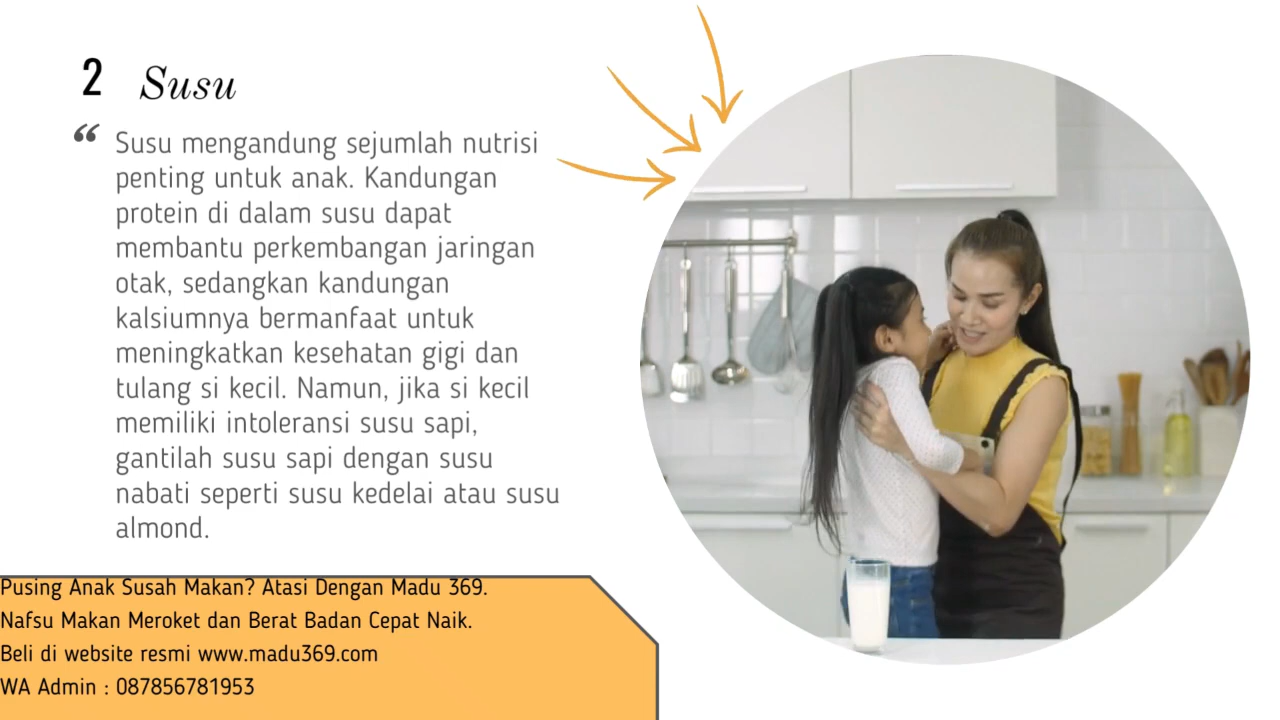 2 Susu
“ Susu mengandung sejumlah nutrisi
penting untuk anak. Kandungan
protein di dalam susu dapat
membantu perkembangan jaringan
otak, sedangkan kandungan
kalsiumnya bermanfaat untuk
meningkatkan kesehatan gigi dan
tulang si kecil. Namun, jika si kecil
memiliki intoleransi susu sapi,
gantilah susu sapi dengan susu
nabati seperti susu kedelai atau susu
almond.
Pusing Anak Susah Makan? Atasi Dengan Madu 369.
Nafsu Makan Meroket dan Berat Badan Cepat Naik.
Beli di website resmi www.madu369.com
WA Admin : 087856781953